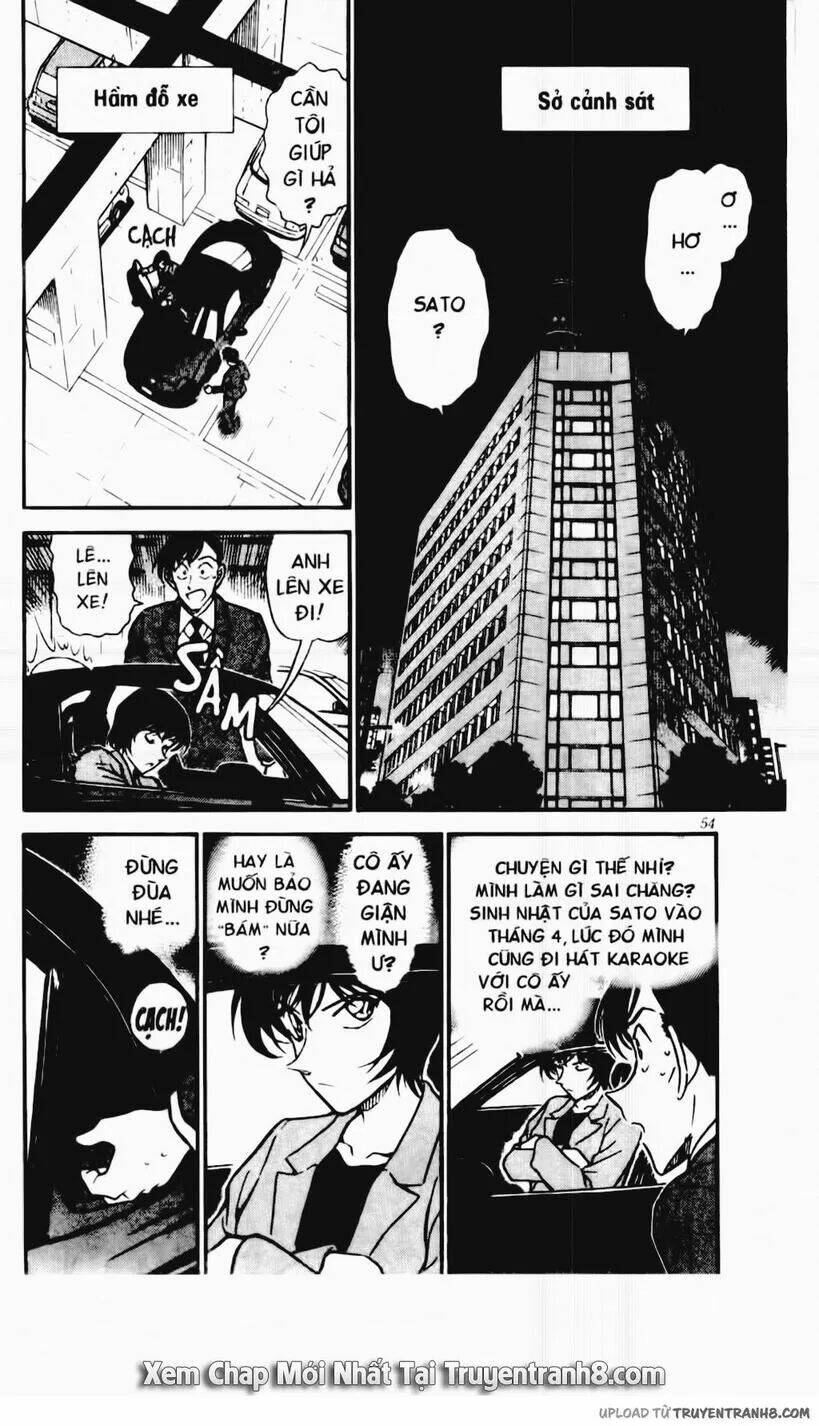 Sở cảnh sát
Ơ
...
HƠ
...
SATO
?
Hầm đỗ xe
CẦN
TÔI
GIÚP
GÌ HẢ
?
CẠCH
ANH
LÊN XE
ĐI!
LÊ...
LÊN
XE!
SẦM
54
CHUYỆN GÌ THẾ NHỈ?
MÌNH LÀM GÌ SAI CHĂNG?
SINH NHẬT CỦA SATO VÀO
THÁNG 4, LÚC ĐÓ MÌNH
CŨNG ĐI HÁT KARAOKE
VỚI CÔ ẤY
RỒI MÀ...
CÔ ẤY
ĐANG
GIẬN
MÌNH
Ư?
HAY LÀ
MUỐN BẢO
MÌNH ĐỪNG
"BÁM" NỮA
?
ĐỪNG
ĐÙA
NHÉ...
CẠCH!
Xem Chap Mới Nhất Tại Truyentranh8.com
UPLOAD TỪ TRUYENTRANH8.COM